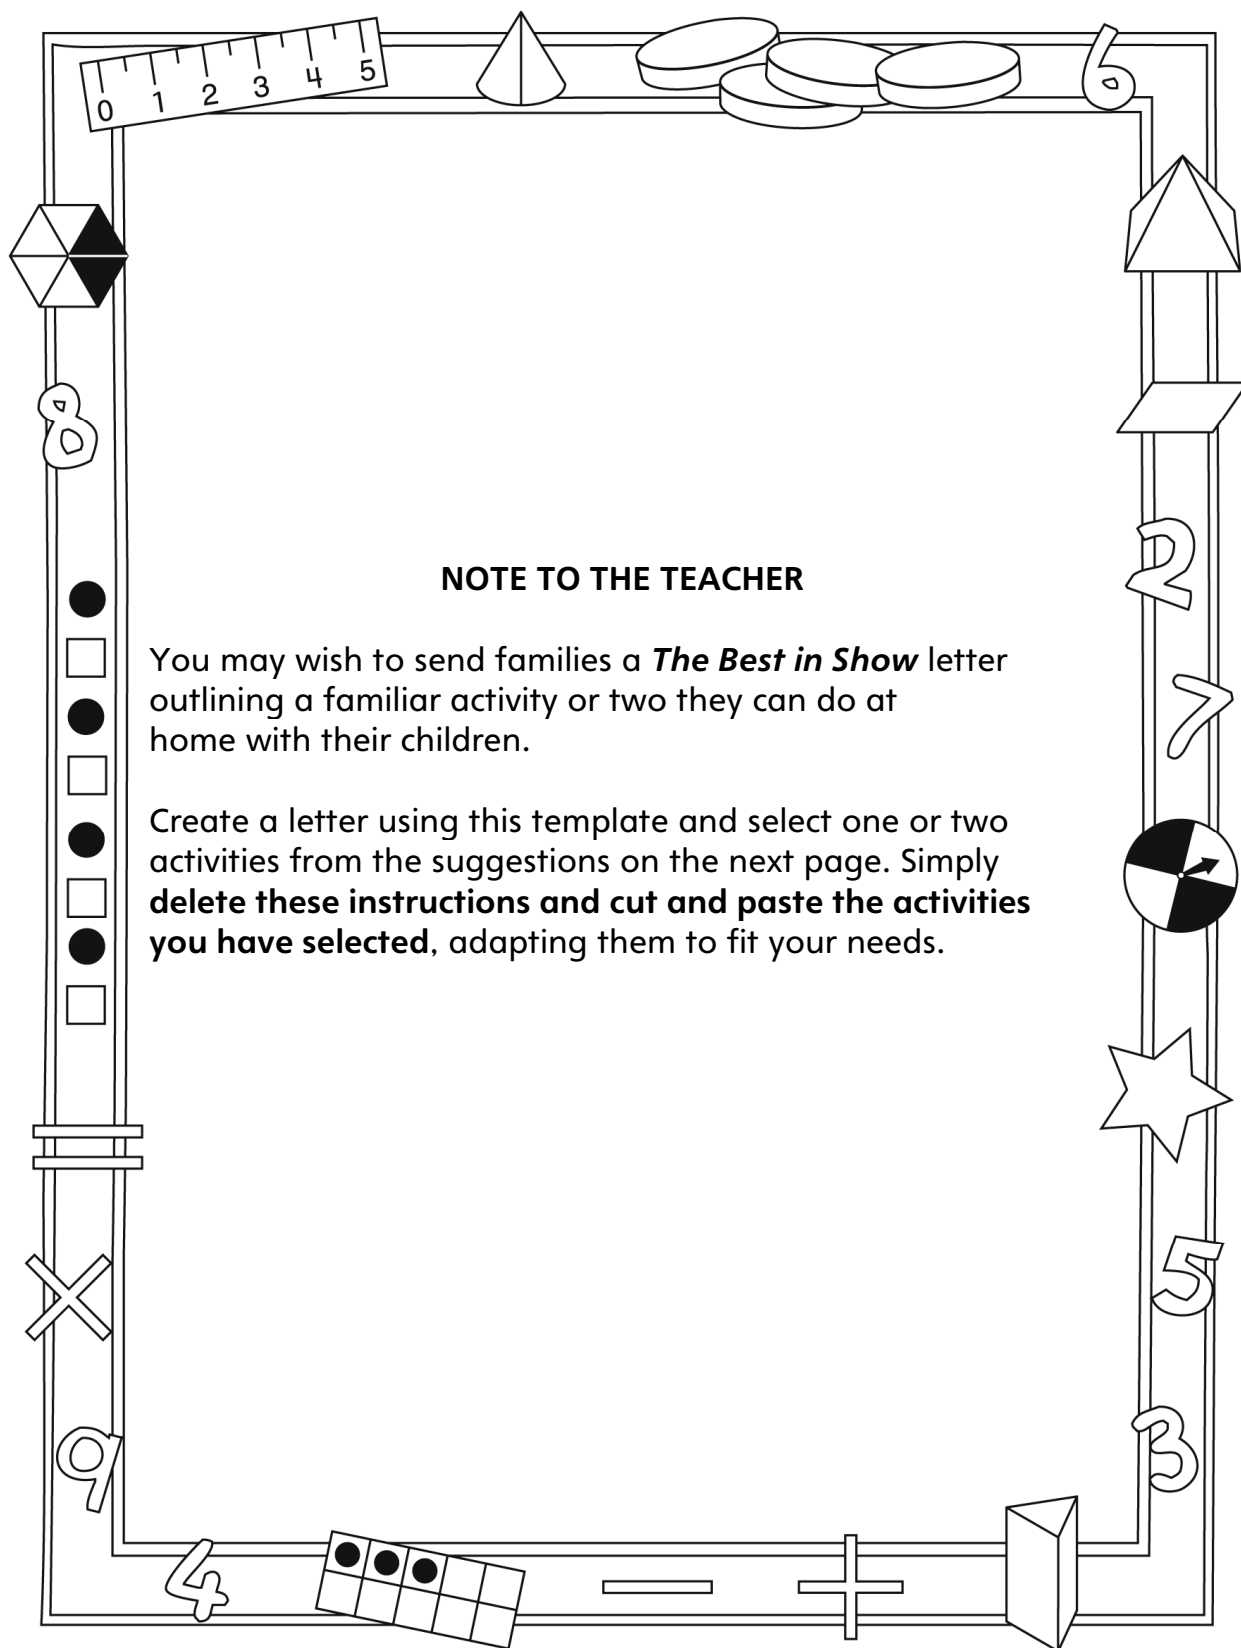 0 1 2 3 4 5
6
8
NOTE TO THE TEACHER
2
You may wish to send families a The Best in Show letter
outlining a familiar activity or two they can do at
7
home with their children.
Create a letter using this template and select one or two
activities from the suggestions on the next page. Simply
delete these instructions and cut and paste the activities
you have selected, adapting them to fit your needs.
=
×
5
9
3
4
− +